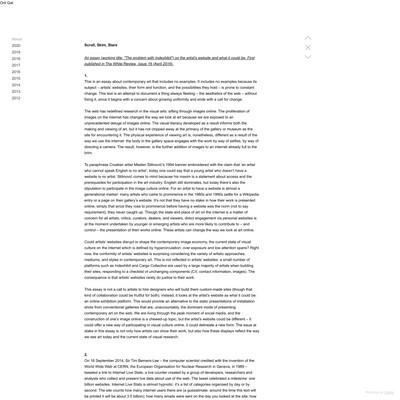 Orit Gat
About
2020
2019
2018
2017
2016
2015
2014
2013
2012
Scroll, Skim, Stare
An essay (working title: "The problem with Indexhibit") on the artist's website and what it could be. First
published in The White Review, issue 16 (April 2016).
1.
This is an essay about contemporary art that includes no examples. It includes no examples because its
subject – artists' websites, their form and function, and the possibilities they hold – is prone to constant
change. This text is an attempt to document a thing always fleeting – the aesthetics of the web – without
fixing it, since it begins with a concern about growing uniformity and ends with a call for change.
The web has redefined research in the visual arts: sifting through images online. The proliferation of
images on the internet has changed the way we look at art because we are exposed to an
unprecedented deluge of images online. The visual literacy developed as a result informs both the
making and viewing of art, but it has not chipped away at the primacy of the gallery or museum as the
site for encountering it. The physical experience of viewing art is, nonetheless, different as a result of the
way we use the internet: the body in the gallery space engages with the work by way of selfies, by way of
directing a camera. The result, however, is the further addition of images to an internet already full to the
brim.
To paraphrase Croatian artist Mladen Stilinović's 1994 banner embroidered with the claim that 'an artist
who cannot speak English is no artist', today one could say that a young artist who doesn't have a
website is no artist. Stilinović comes to mind because his maxim is a statement about access and the
prerequisites for participation in the art industry. English still dominates, but today there's also the
stipulation to participate in the image culture online. For an artist to have a website is almost a
generational marker: many artists who came to prominence in the 1980s and 1990s settle for a Wikipedia
entry or a page on their gallery's website. It's not that they have no stake in how their work is presented
online, simply that since they rose to prominence before having a website was the norm (not to say
requirement), they never caught up. Though the state and place of art on the internet is a matter of
concern for all artists, critics, curators, dealers, and viewers, direct engagement via personal websites is
at the moment undertaken by younger or emerging artists who are more likely to contribute to – and
control – the presentation of their works online. These artists can change the way we look at art online.
Could artists' websites disrupt or shape the contemporary image economy, the current state of visual
culture on the internet which is defined by hypercirculation, over exposure and low attention spans? Right
now, the conformity of artists' websites is surprising considering the variety of artists' approaches,
mediums, and styles in contemporary art. This is not reflected in artists' websites: a small number of
platforms such as Indexhibit and Cargo Collective are used by a large majority of artists when building
their sites, responding to a checklist of unchanging components (CV, contact information, images). The
consequence is that artists' websites rarely do justice to their work.
This essay is not a call to artists to hire designers who will build them custom-made sites (though that
kind of collaboration could be fruitful for both); instead, it looks at the artist's website as what it could be:
an online exhibition platform. This would provide an alternative to the static presentations of installation
shots from conventional galleries that are, unaccountably, the dominant mode of presenting
contemporary art on the web. We are living through the peak moment of social media, and the
construction of one's image online is a chewed-up topic, but the artist's website could be different – it
could offer a new way of participating in visual culture online. It could delineate a new form. The issue at
stake in this essay is not only how artists can show their work, but also how these displays reflect the way
we see art today and the current state of visual research.
2.
On 16 September 2014, Sir Tim Berners-Lee – the computer scientist credited with the invention of the
World Wide Web at CERN, the European Organisation for Nuclear Research in Geneva, in 1989 –
tweeted a link to Internet Live Stats, a live counter created by a group of developers, researchers and
analysts who collect and present live data about use of the web. The tweet celebrated a milestone: one
billion websites. Internet Live Stats is almost hypnotic: it's a list of categories organised by day or by
second. The site counts how many internet users there are (a guesstimate: around the time this text will
be printed it will be about 3.5 billion); how many emails were sent on the day you looked at the site; how